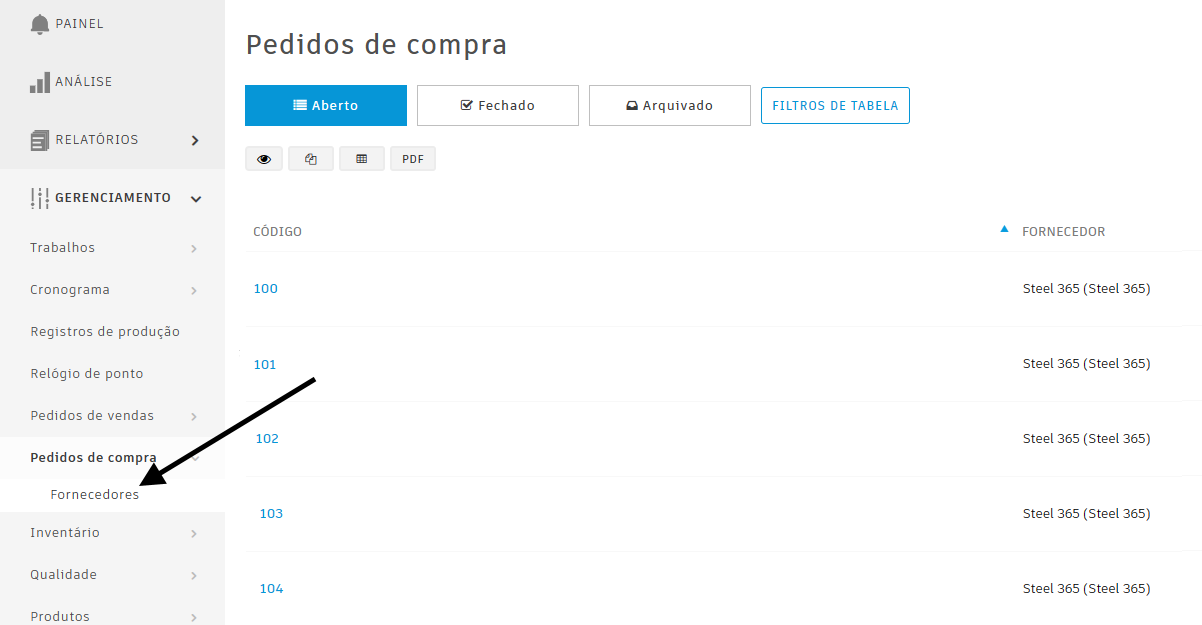 PAINEL
ANÁLISE
RELATÓRIOS
GERENCIAMENTO
Trabalhos
Cronograma
Registros de produção
Relógio de ponto
Pedidos de vendas
Pedidos de compra
Fornecedores
Inventário
Qualidade
Produtos
Pedidos de compra
Aberto Fechado Arquivado FILTROS DE TABELA
PDF
CÓDIGO FORNECEDOR
100 Steel 365 (Steel 365)
101 Steel 365 (Steel 365)
102 Steel 365 (Steel 365)
103 Steel 365 (Steel 365)
104 Steel 365 (Steel 365)